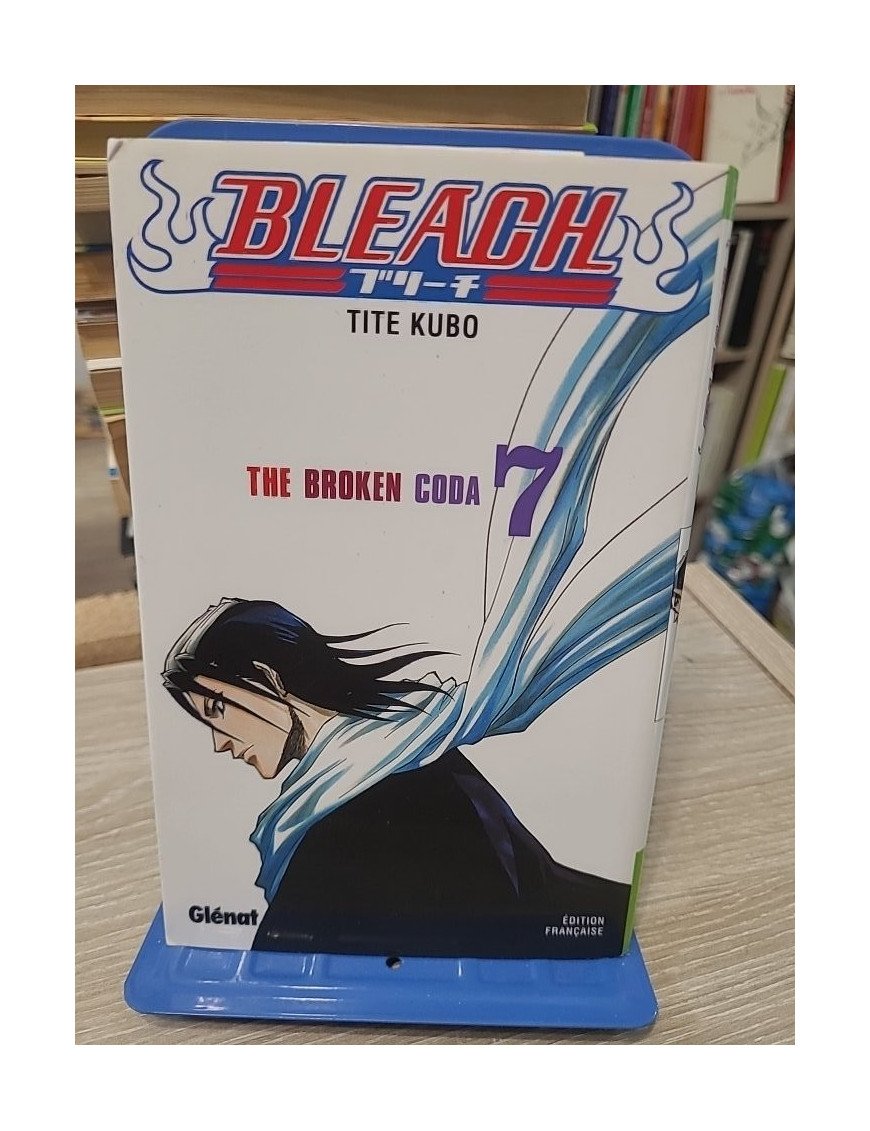 BLEACH
ブリーチ
TITE KUBO
THE BROKEN CODA 7
Glénat
ÉDITION
FRANÇAISE